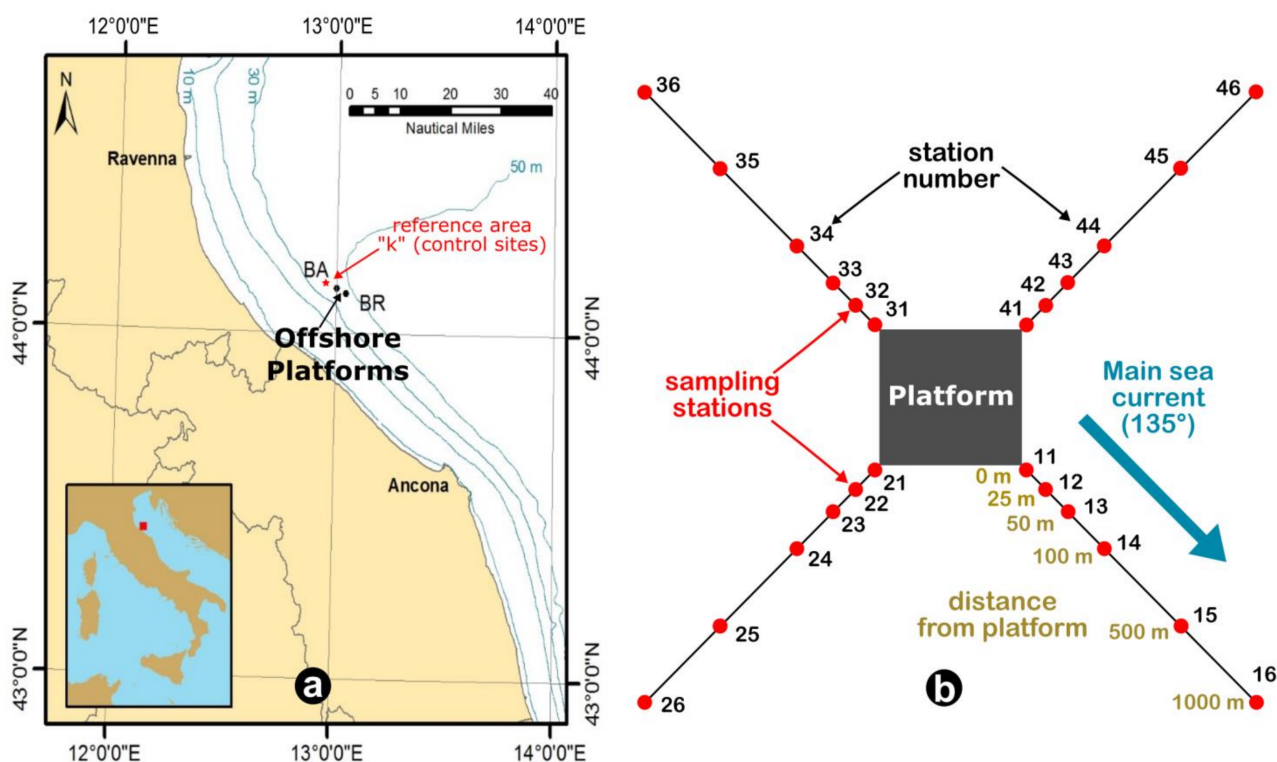 12°0'0"E
13°0'0"E
14°0'0"E
N
10 m
30 m
0 5 10 20 30 40
Nautical Miles
Ravenna
50 m
reference area
"k" (control sites)
BA
BR
Offshore
Platforms
44°0'0"N
44°0'0"N
Ancona
43°0'0"N
43°0'0"N
a
12°0'0"E
13°0'0"E
14°0'0"E
36
46
35
45
station
number
34
44
33
43
32
42
31
41
sampling
stations
Platform
Main sea
current
(135°)
21
11
0 m
22
12
25 m
23
13
50 m
24
14
100 m
distance
from platform
25
15
500 m
26
16
1000 m
b